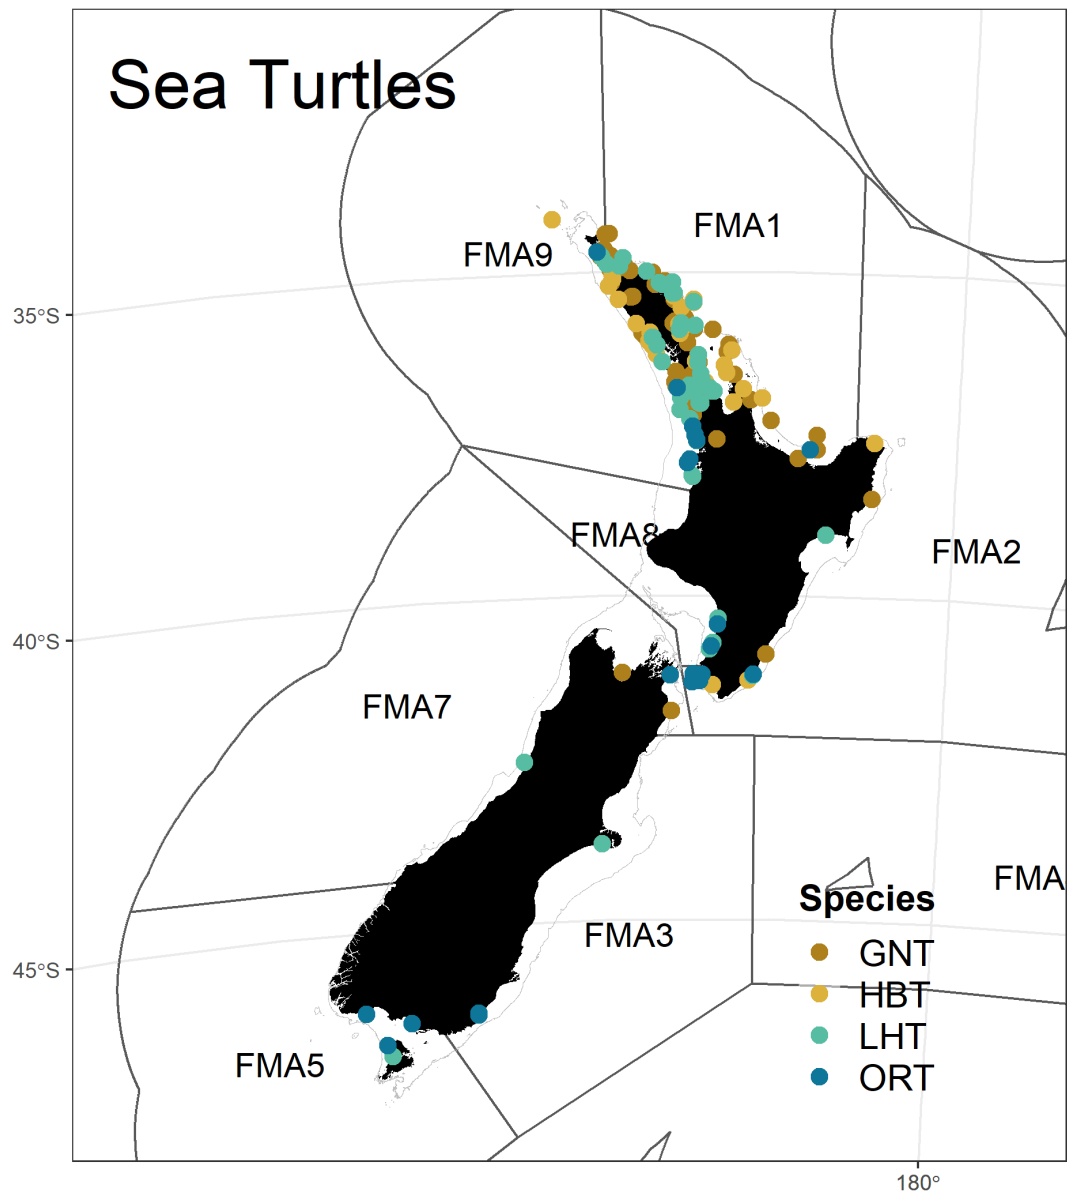 Sea Turtles
FMA1
FMA9
35°S
FMA8
FMA2
40°S
FMA7
FMA
Species
FMA3
GNT
45°S
HBT
LHT
FMA5
ORT
180°